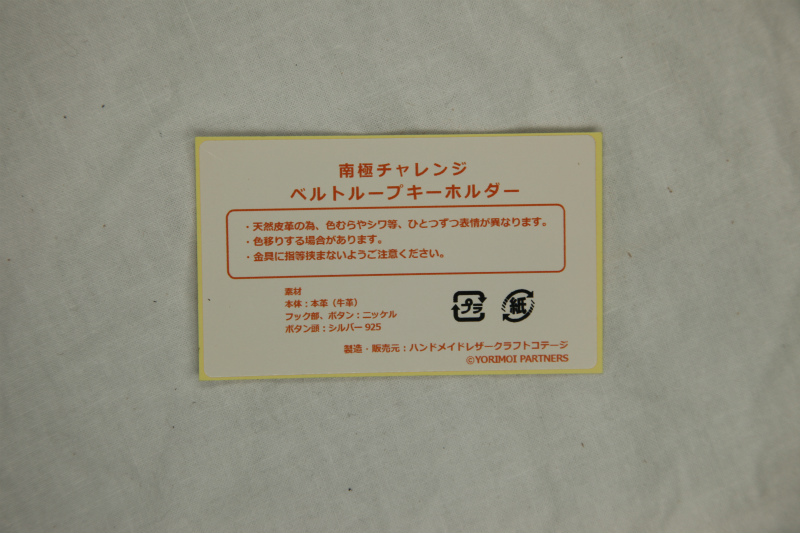 南極チャレンジ
ベルトループキーホルダー
・天然皮革の為、色むらやシワ等、ひとつずつ表情が異なります。
・色移りする場合があります。
・金具に指等挟まないようご注意ください。
素材
本体：本革（牛革）
フック部、ボタン：ニッケル
ボタン頭：シルバー925
プラ
紙
製造・販売元：ハンドメイドレザークラフトコテージ
©YORIMOI PARTNERS